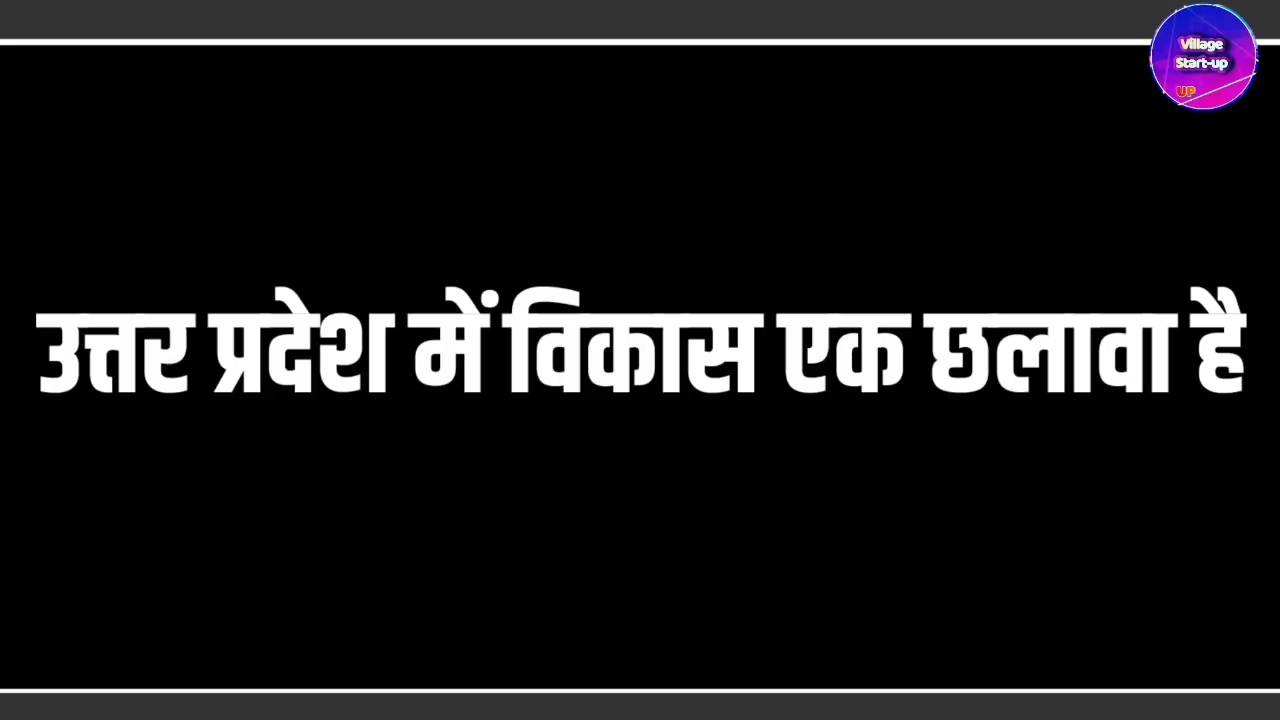 Village
Start-up
UP
उत्तर प्रदेश में विकास एक छलावा है